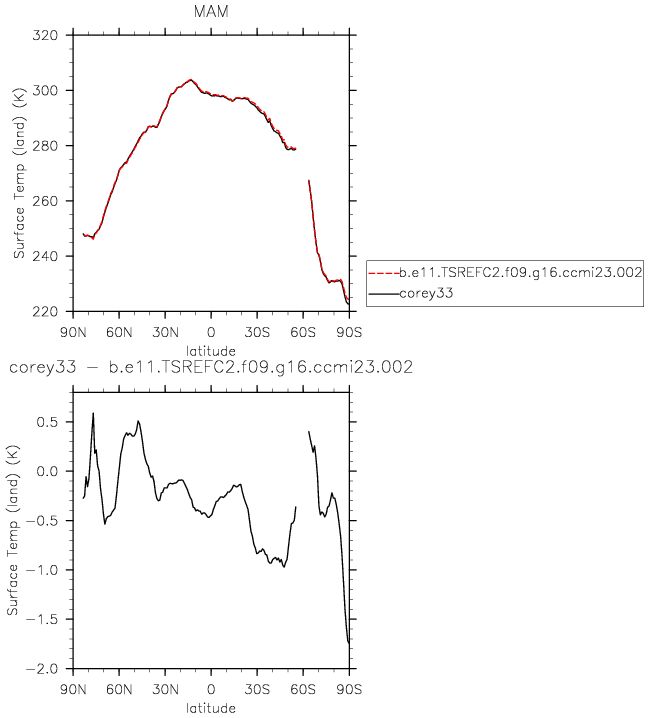 MAM
320
300
280
260
240
220
Surface Temp (land) (K)
90N 60N 30N 0 30S 60S 90S
latitude
b.e11.TSREFC2.f09.g16.ccmi23.002
corey33
corey33 − b.e11.TSREFC2.f09.g16.ccmi23.002
0.5
0.0
−0.5
−1.0
−1.5
−2.0
Surface Temp (land) (K)
90N 60N 30N 0 30S 60S 90S
latitude